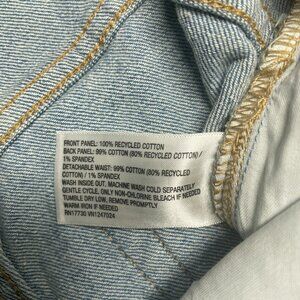 FRONT PANEL: 100% RECYCLED COTTON
BACK PANEL: 99% COTTON (80% RECYCLED COTTON) /
1% SPANDEX
DETACHABLE WAIST: 99% COTTON (80% RECYCLED
COTTON) / 1% SPANDEX
WASH INSIDE OUT. MACHINE WASH COLD SEPARATELY
GENTLE CYCLE. ONLY NON-CHLORINE BLEACH IF NEEDED
TUMBLE DRY LOW. REMOVE PROMPTLY
WARM IRON IF NEEDED
RN17730 VN1247024